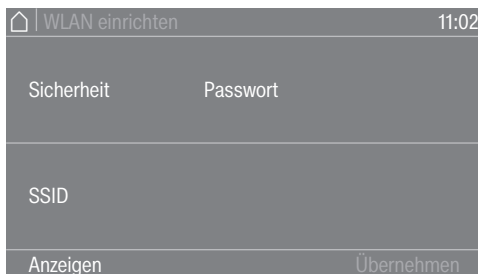 WLAN einrichten 11:02
Sicherheit Passwort
SSID
Anzeigen Übernehmen